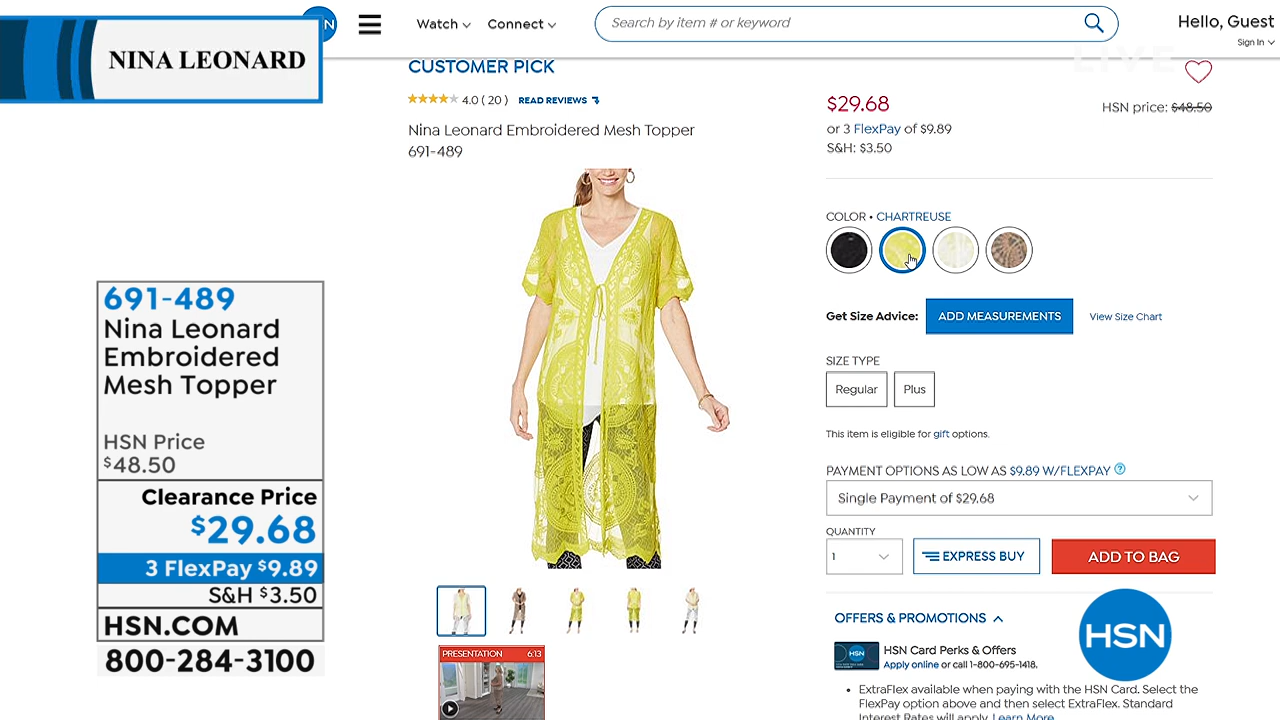 NINA LEONARD
N
Watch
Connect
Search by item # or keyword
Hello, Guest
Sign In
LIVE
CUSTOMER PICK
4.0 ( 20 ) READ REVIEWS
Nina Leonard Embroidered Mesh Topper
691-489
$29.68
HSN price: $48.50
or 3 FlexPay of $9.89
S&H: $3.50
COLOR • CHARTREUSE
Get Size Advice: ADD MEASUREMENTS View Size Chart
SIZE TYPE
Regular Plus
This item is eligible for gift options.
PAYMENT OPTIONS AS LOW AS $9.89 W/FLEXPAY ?
Single Payment of $29.68
QUANTITY
1 EXPRESS BUY ADD TO BAG
OFFERS & PROMOTIONS
HSN
HSN
HSN Card Perks & Offers
Apply online or call 1-800-695-1418.
• ExtraFlex available when paying with the HSN Card. Select the
FlexPay option above and then select ExtraFlex. Standard
Interest Rates will apply. Learn More
PRESENTATION 6:13
691-489
Nina Leonard
Embroidered
Mesh Topper
HSN Price
$48.50
Clearance Price
$29.68
3 FlexPay $9.89
S&H $3.50
HSN.COM
800-284-3100